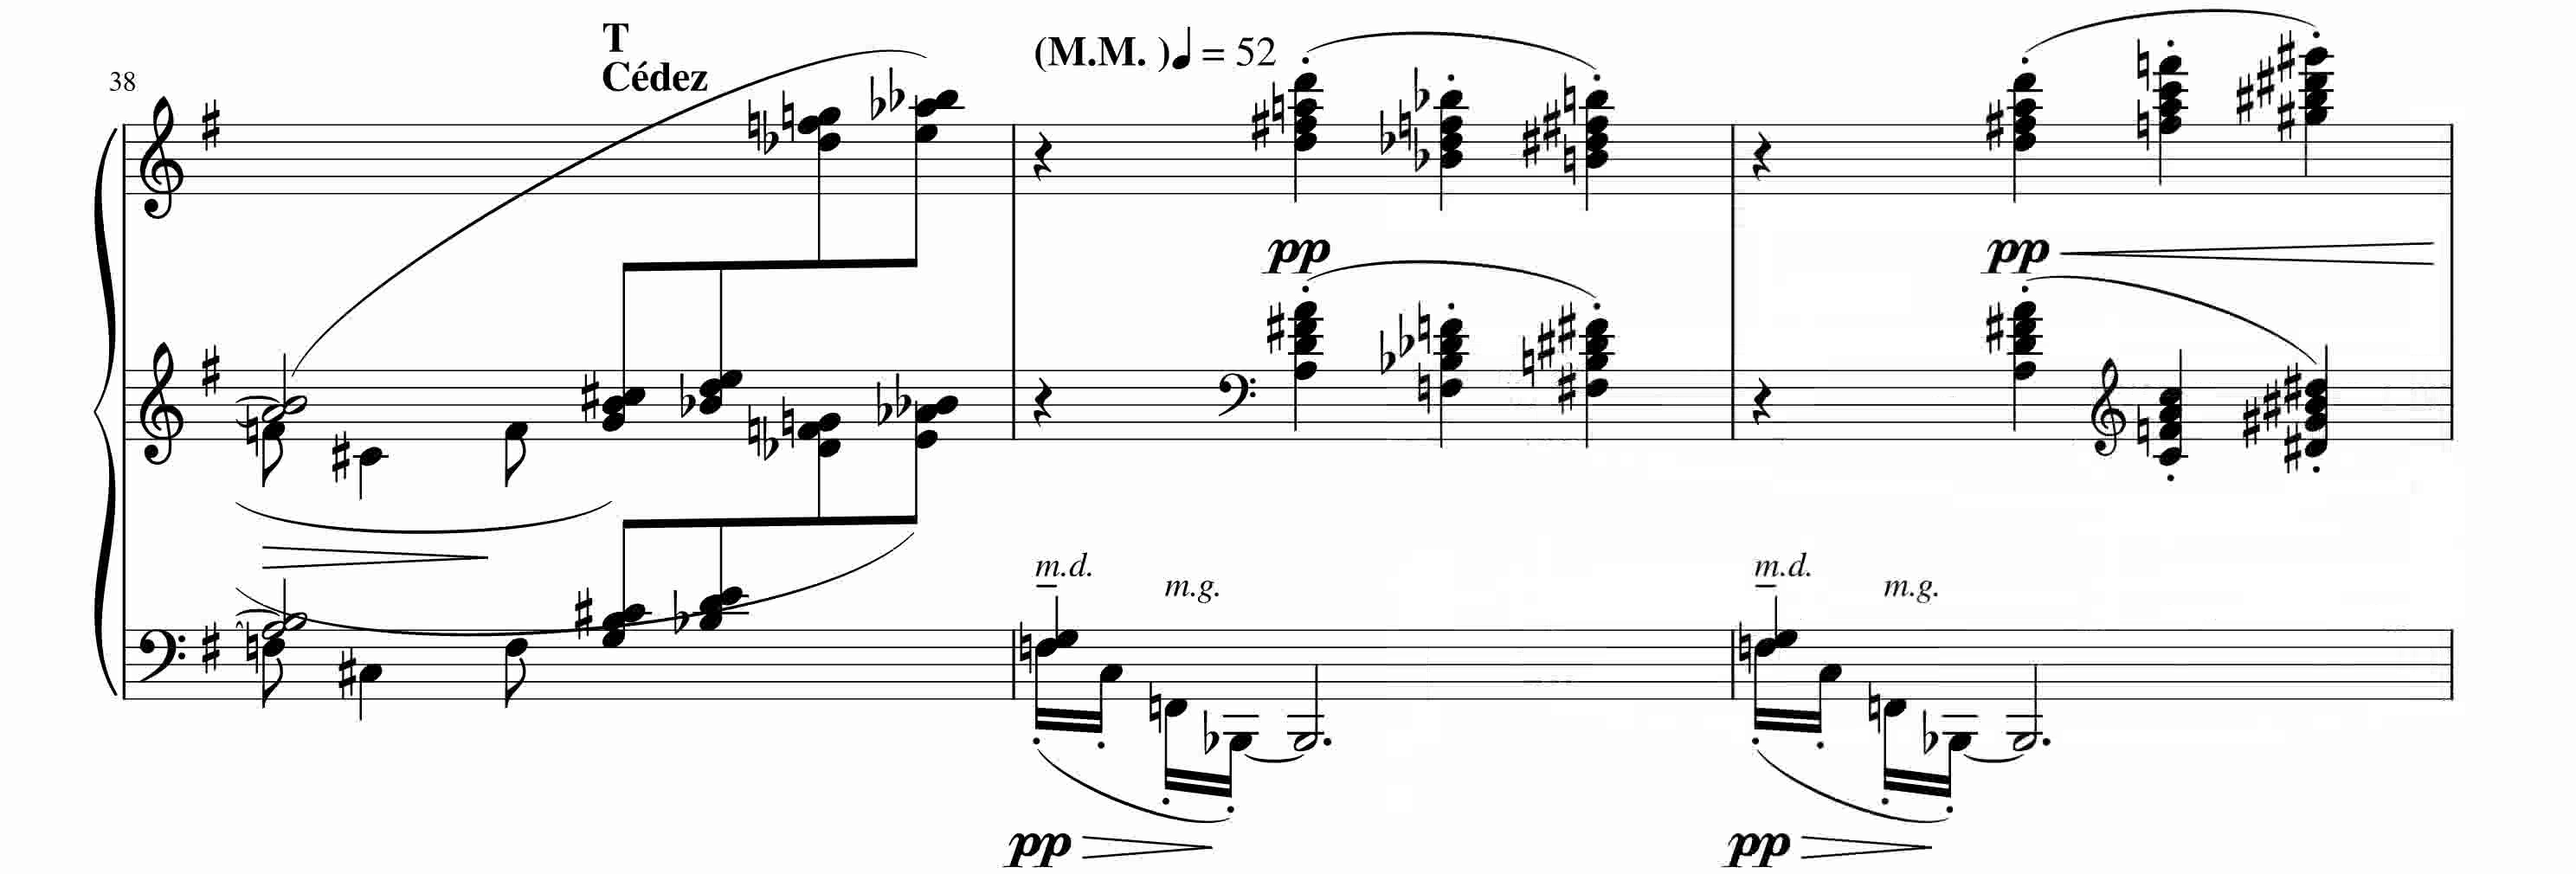 38
T
Cédez
(M.M. ) ♩ = 52
pp
pp
m.d.
m.g.
m.d.
m.g.
pp
pp